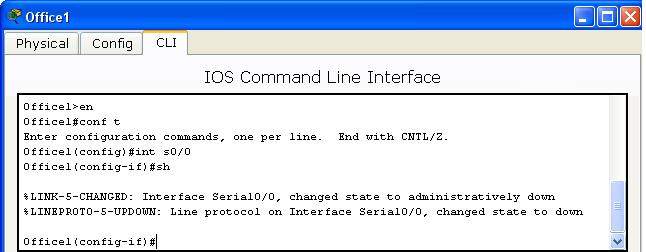 Office1
Physical
Config
CLI
IOS Command Line Interface
Office1>en
Office1#conf t
Enter configuration commands, one per line.  End with CNTL/Z.
Office1(config)#int s0/0
Office1(config-if)#sh
%LINK-5-CHANGED: Interface Serial0/0, changed state to administratively down
%LINEPROTO-5-UPDOWN: Line protocol on Interface Serial0/0, changed state to down
Office1(config-if)#